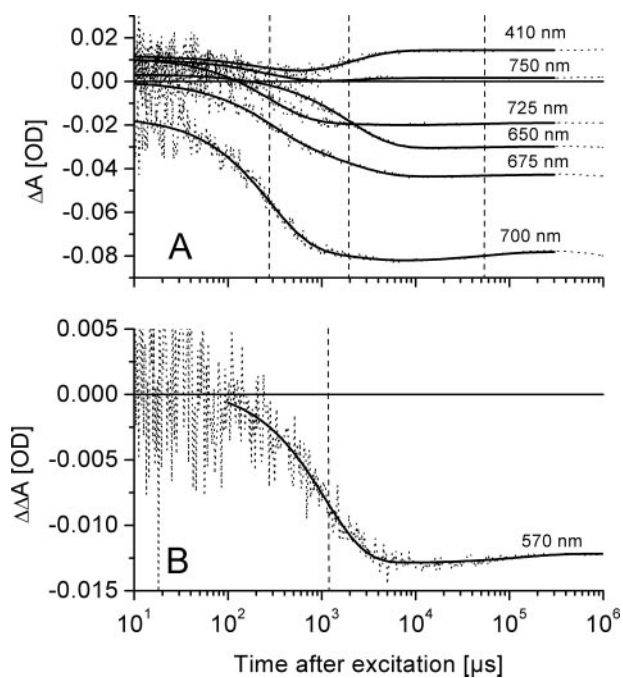 0.02
0.00
-0.02
-0.04
-0.06
-0.08
ΔA [OD]
A
410 nm
750 nm
725 nm
650 nm
675 nm
700 nm
0.005
0.000
-0.005
-0.010
-0.015
ΔΔA [OD]
B
570 nm
10^1 10^2 10^3 10^4 10^5 10^6
Time after excitation [µs]